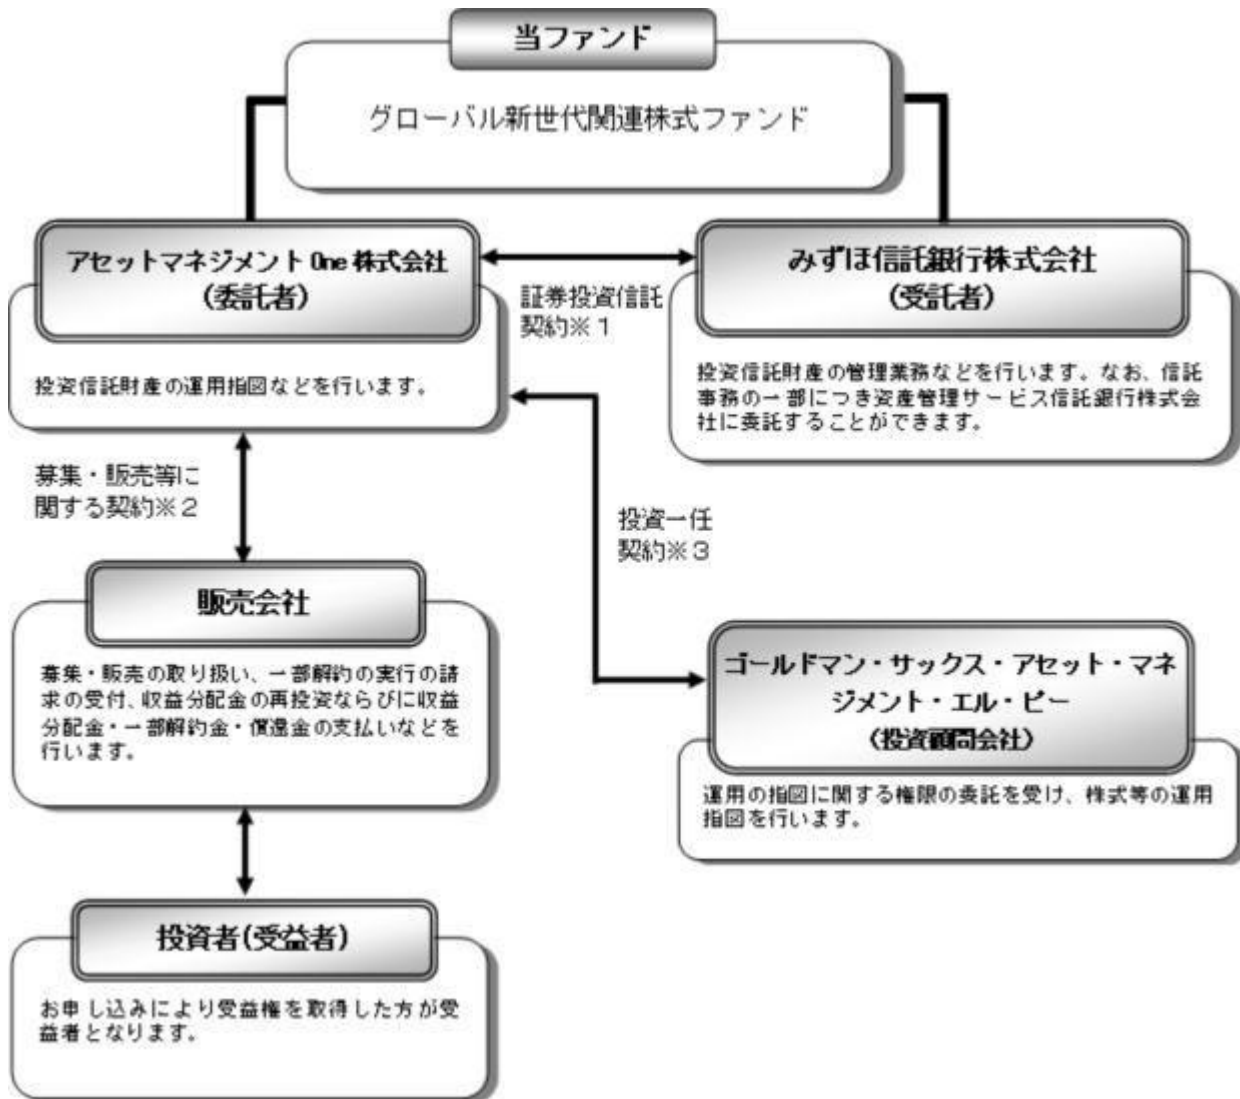 当ファンド
グローバル新世代関連株式ファンド
アセットマネジメント One 株式会社
(委託者)
投資信託財産の運用指図などを行います。
証券投資信託
契約※1
みずほ信託銀行株式会社
(受託者)
投資信託財産の管理業務などを行います。なお、信託
事務の一部につき資産管理サービス信託銀行株式会
社に委託することができます。
募集・販売等に
関する契約※2
投資一任
契約※3
販売会社
募集・販売の取り扱い、一部解約の実行の請
求の受付、収益分配金の再投資ならびに収益
分配金・一部解約金・償還金の支払いなどを
行います。
ゴールドマン・サックス・アセット・マネ
ジメント・エル・ピー
(投資顧問会社)
運用の指図に関する権限の委託を受け、株式等の運用
指図を行います。
投資者(受益者)
お申し込みにより受益権を取得した方が受
益者となります。